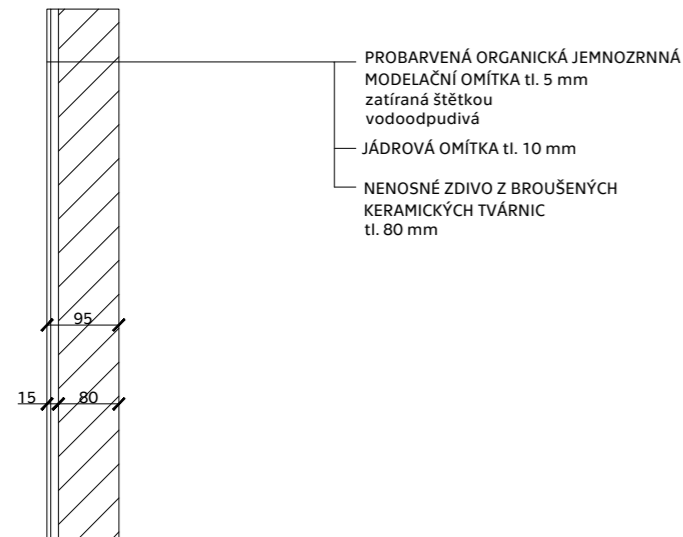 PROBARVENÁ ORGANICKÁ JEMNOZRNNÁ
MODELAČNÍ OMÍTKA tl. 5 mm
zatíraná štětkou
vodoodpudivá
JÁDROVÁ OMÍTKA tl. 10 mm
NENOSNÉ ZDIVO Z BROUŠENÝCH
KERAMICKÝCH TVÁRNIC
tl. 80 mm
95
15 80